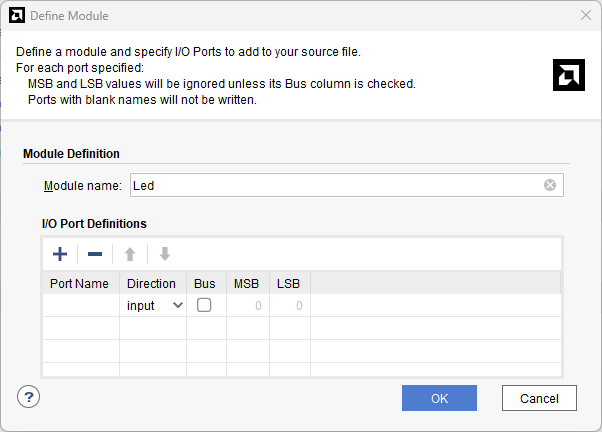 Define Module
Define a module and specify I/O Ports to add to your source file.
For each port specified:
MSB and LSB values will be ignored unless its Bus column is checked.
Ports with blank names will not be written.
Module Definition
Module name: Led
I/O Port Definitions
Port Name Direction Bus MSB LSB
input 0 0
? OK Cancel